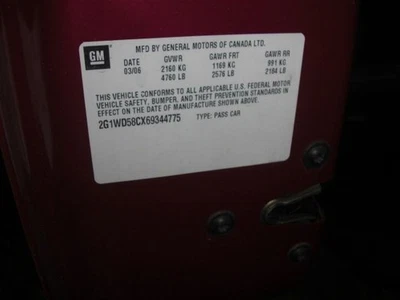 GM
MFD BY GENERAL MOTORS OF CANADA LTD.
DATE GVWR GAWR FRT GAWR RR
03/06 2160 KG 1169 KG 991 KG
4760 LB 2576 LB 2184 LB
THIS VEHICLE CONFORMS TO ALL APPLICABLE U.S. FEDERAL MOTOR
VEHICLE SAFETY, BUMPER, AND THEFT PREVENTION STANDARDS IN
EFFECT ON THE DATE OF MANUFACTURE SHOWN ABOVE.
2G1WD58CX69344775 TYPE: PASS CAR